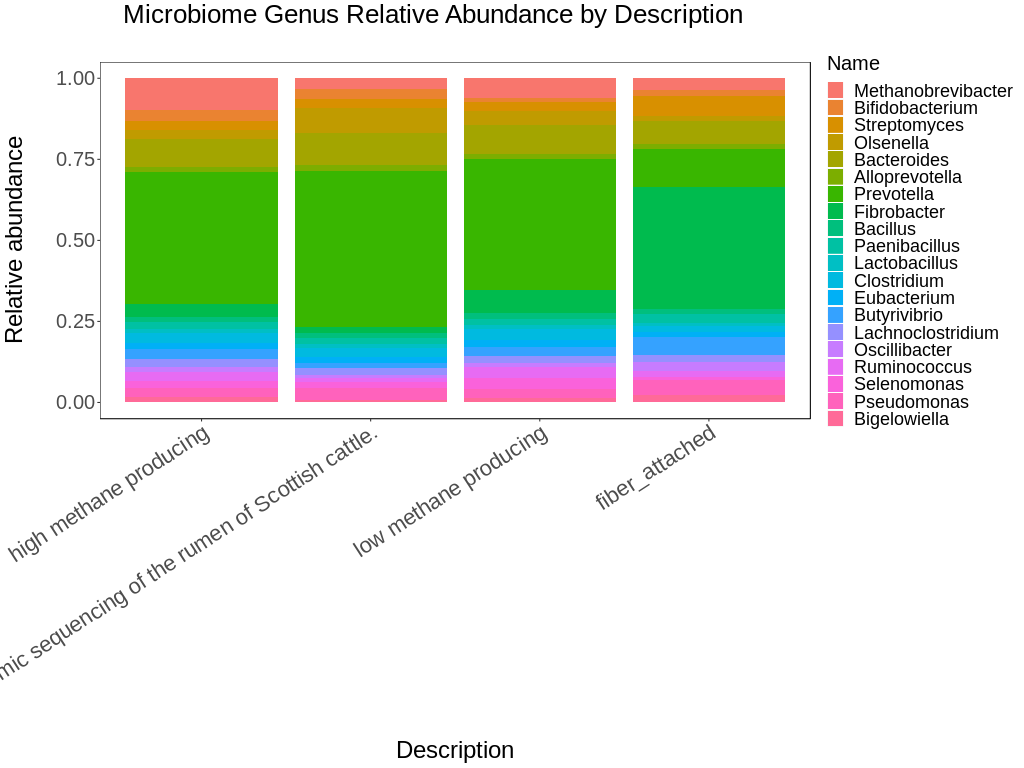 Microbiome Genus Relative Abundance by Description
Relative abundance
1.00
0.75
0.50
0.25
0.00
high methane producing
sequencing of the rumen of Scottish cattle.
low methane producing
fiber_attached
Description
Name
Methanobrevibacter
Bifidobacterium
Streptomyces
Olsenella
Bacteroides
Alloprevotella
Prevotella
Fibrobacter
Bacillus
Paenibacillus
Lactobacillus
Clostridium
Eubacterium
Butyrivibrio
Lachnoclostridium
Oscillibacter
Ruminococcus
Selenomonas
Pseudomonas
Bigelowiella